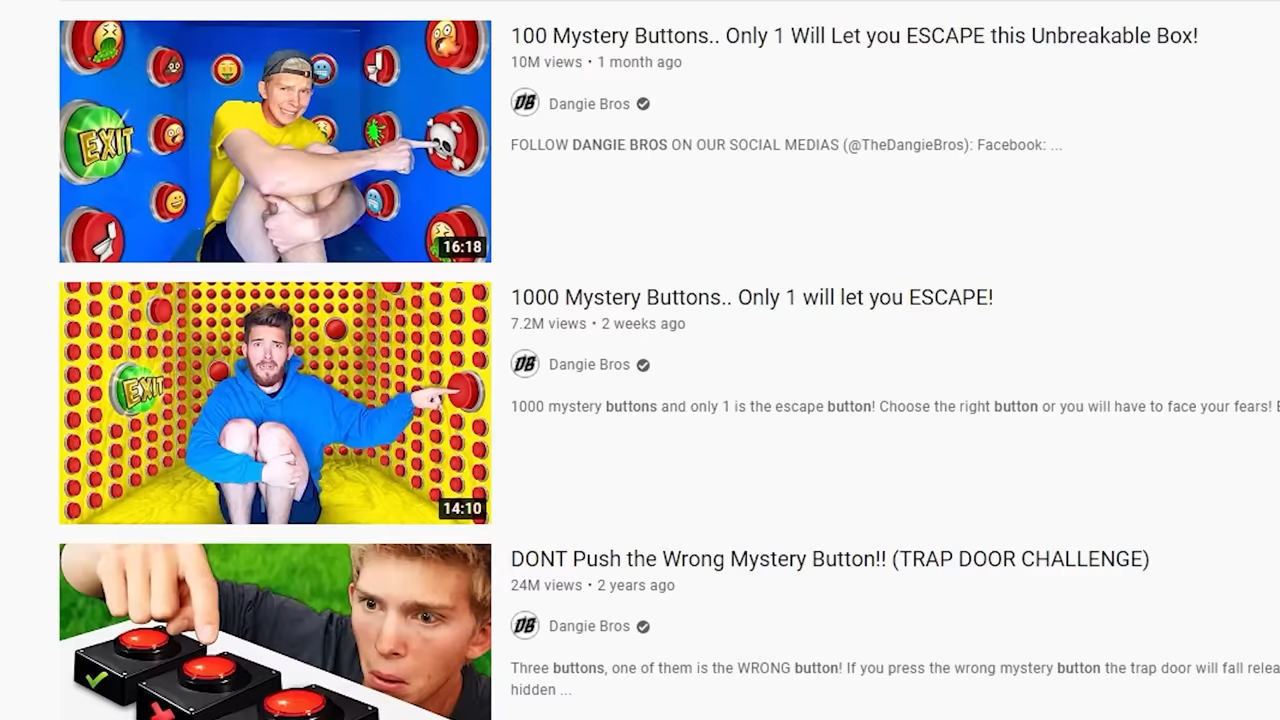 EXIT
16:18
100 Mystery Buttons.. Only 1 Will Let you ESCAPE this Unbreakable Box!
10M views • 1 month ago
DB Dangie Bros
FOLLOW DANGIE BROS ON OUR SOCIAL MEDIAS (@TheDangieBros): Facebook: ...
EXIT
14:10
1000 Mystery Buttons.. Only 1 will let you ESCAPE!
7.2M views • 2 weeks ago
DB Dangie Bros
1000 mystery buttons and only 1 is the escape button! Choose the right button or you will have to face your fears!
DONT Push the Wrong Mystery Button!! (TRAP DOOR CHALLENGE)
24M views • 2 years ago
DB Dangie Bros
Three buttons, one of them is the WRONG button! If you press the wrong mystery button the trap door will fall relea
hidden ...